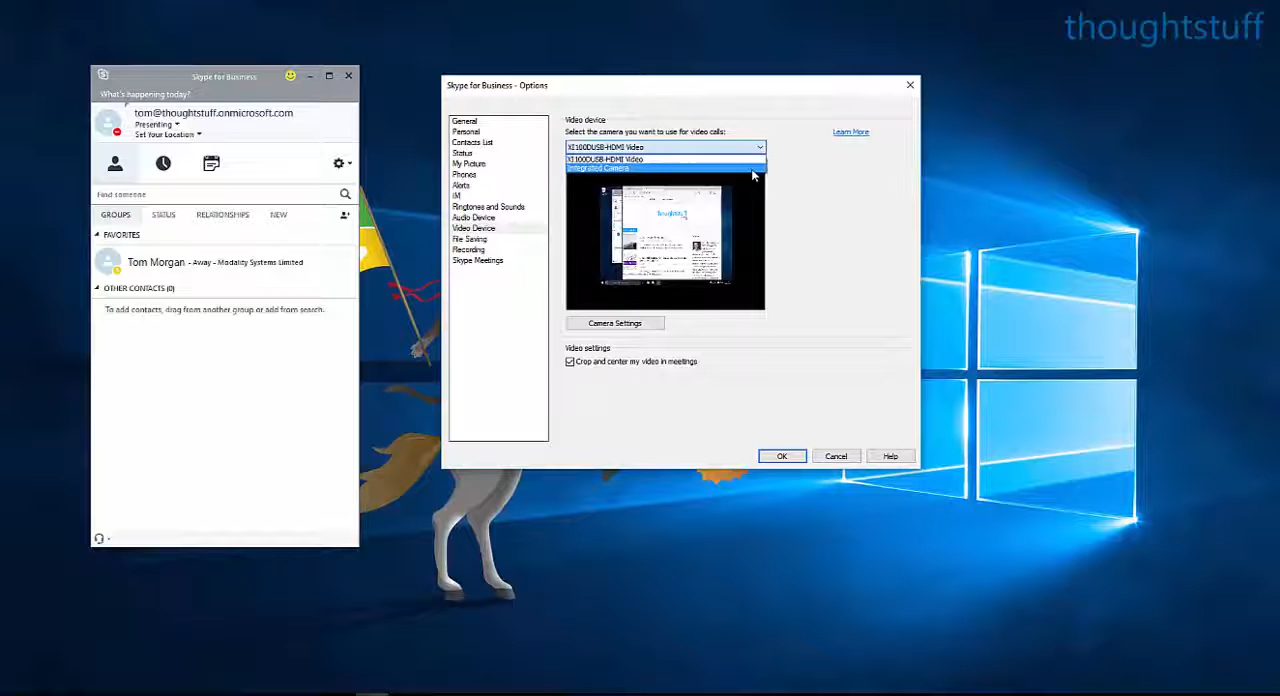 thoughtstuff
Skype for Business
What's happening today?
tom@thoughtstuff.onmicrosoft.com
Presenting
Set Your Location
Find someone
GROUPS STATUS RELATIONSHIPS NEW
FAVORITES
Tom Morgan - Away - Modality Systems Limited
OTHER CONTACTS (0)
To add contacts, drag from another group or add from search.
Skype for Business - Options
General
Personal
Contacts List
Status
My Picture
Phones
Alerts
IM
Ringtones and Sounds
Audio Device
Video Device
File Saving
Recording
Skype Meetings
Video device
Select the camera you want to use for video calls:
Learn More
XI100DUSB-HDMI Video
XI100DUSB-HDMI Video
Integrated Camera
thoughtstuff
Camera Settings
Video settings
Crop and center my video in meetings
OK Cancel Help